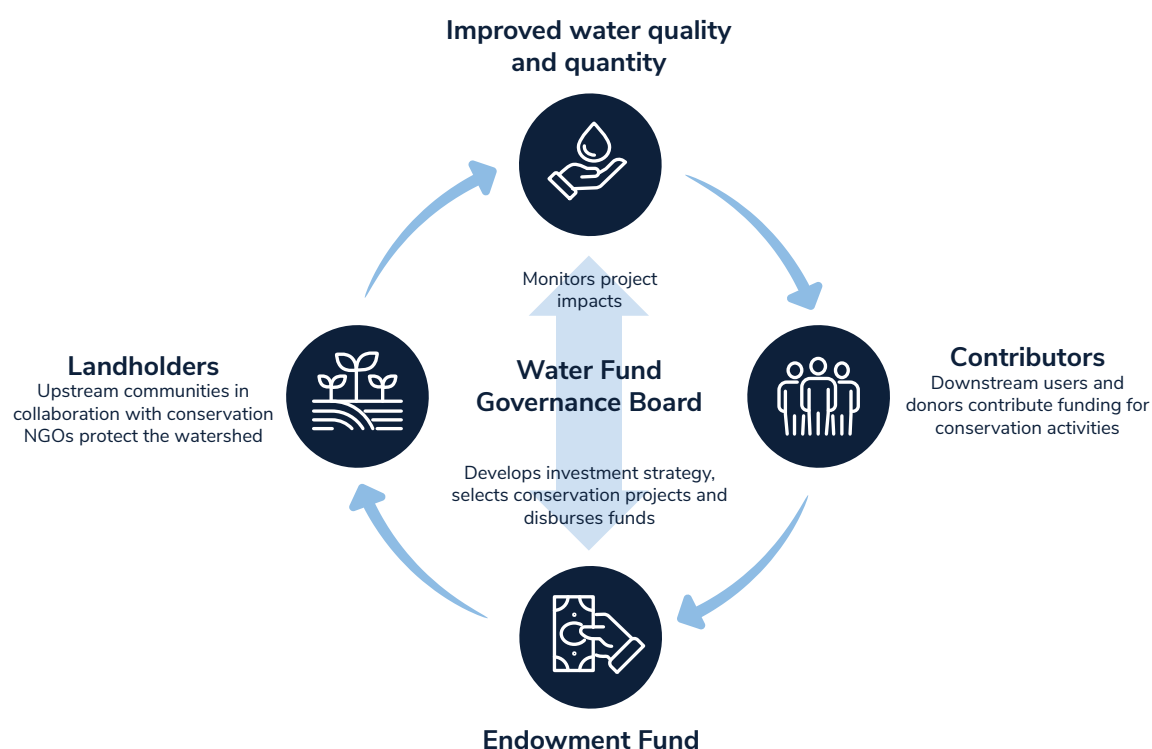 Improved water quality
and quantity
Monitors project
impacts
Landholders
Upstream communities in
collaboration with conservation
NGOs protect the watershed
Water Fund
Governance Board
Contributors
Downstream users and
donors contribute funding for
conservation activities
Develops investment strategy,
selects conservation projects and
disburses funds
Endowment Fund